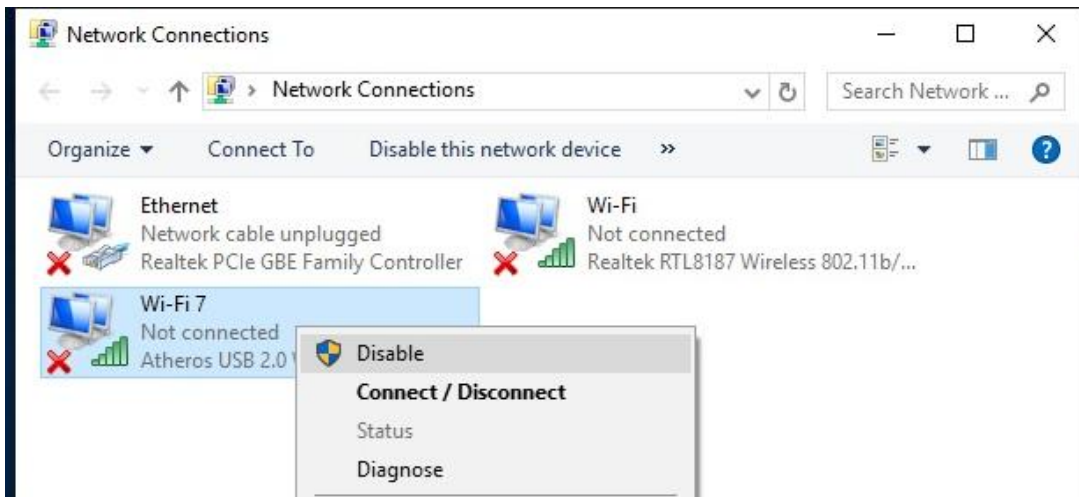 Network Connections
Network Connections
Search Network ...
Organize
Connect To
Disable this network device
»
Ethernet
Network cable unplugged
Realtek PCIe GBE Family Controller
Wi-Fi
Not connected
Realtek RTL8187 Wireless 802.11b/...
Wi-Fi 7
Not connected
Atheros USB 2.0
Disable
Connect / Disconnect
Status
Diagnose